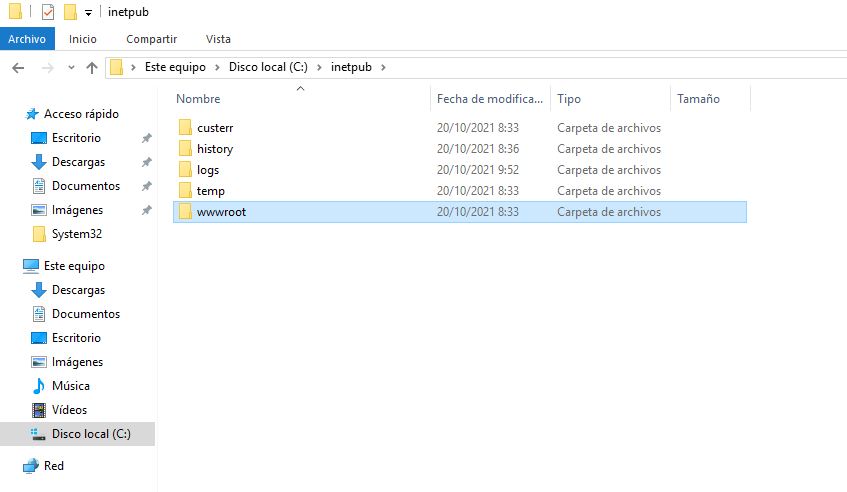 inetpub
Archivo Inicio Compartir Vista
Este equipo Disco local (C:) inetpub
Nombre Fecha de modifica... Tipo Tamaño
Acceso rápido
Escritorio
Descargas
Documentos
Imágenes
System32
Este equipo
Descargas
Documentos
Escritorio
Imágenes
Música
Vídeos
Disco local (C:)
Red
custerr 20/10/2021 8:33 Carpeta de archivos
history 20/10/2021 8:36 Carpeta de archivos
logs 20/10/2021 9:52 Carpeta de archivos
temp 20/10/2021 8:33 Carpeta de archivos
wwwroot 20/10/2021 8:33 Carpeta de archivos